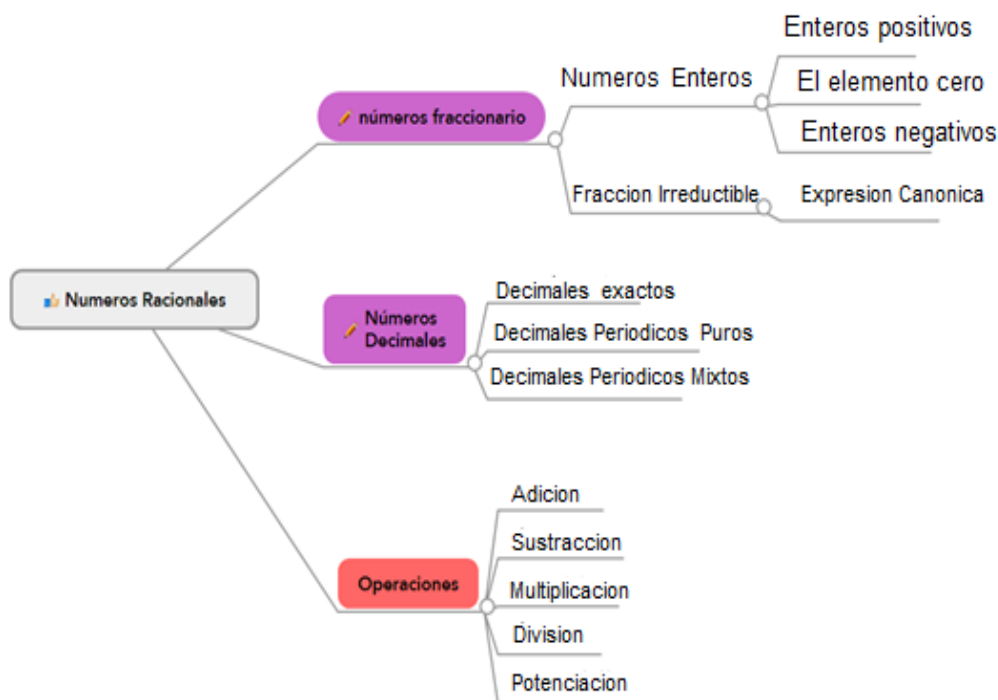 Enteros positivos
Numeros Enteros
El elemento cero
números fraccionario
Enteros negativos
Fraccion Irreductible
Expresion Canonica
Numeros Racionales
Decimales exactos
Números
Decimales
Decimales Periodicos Puros
Decimales Periodicos Mixtos
Adicion
Sustraccion
Operaciones
Multiplicacion
Division
Potenciacion